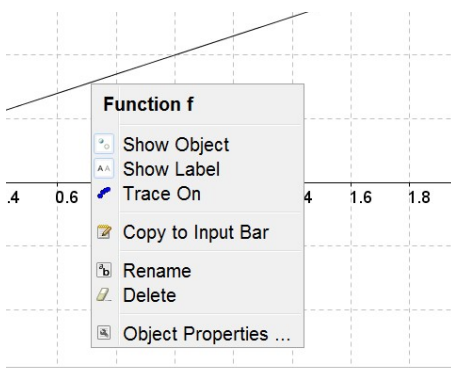 Function f
Show Object
Show Label
Trace On
.4 0.6 4 1.6 1.8
Copy to Input Bar
Rename
Delete
Object Properties ...